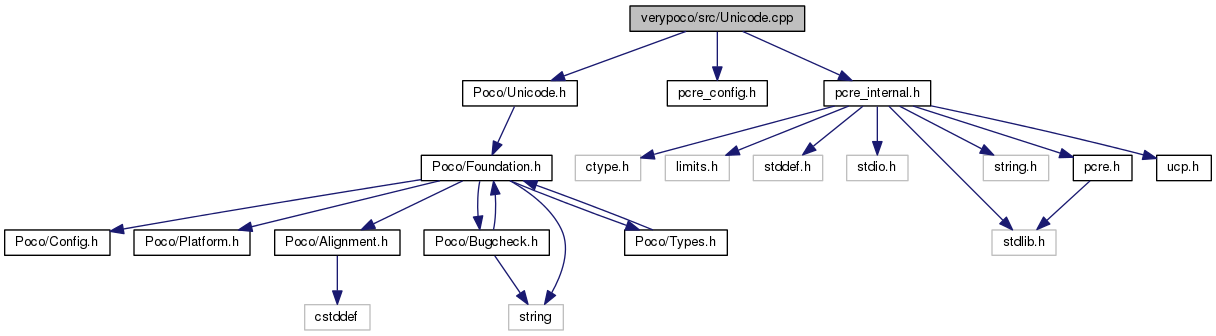 verypoco/src/Unicode.cpp
Poco/Unicode.h
pcre_config.h
pcre_internal.h
Poco/Foundation.h
ctype.h
limits.h
stddef.h
stdio.h
string.h
pcre.h
ucp.h
Poco/Config.h
Poco/Platform.h
Poco/Alignment.h
Poco/Bugcheck.h
Poco/Types.h
stdlib.h
cstddef
string